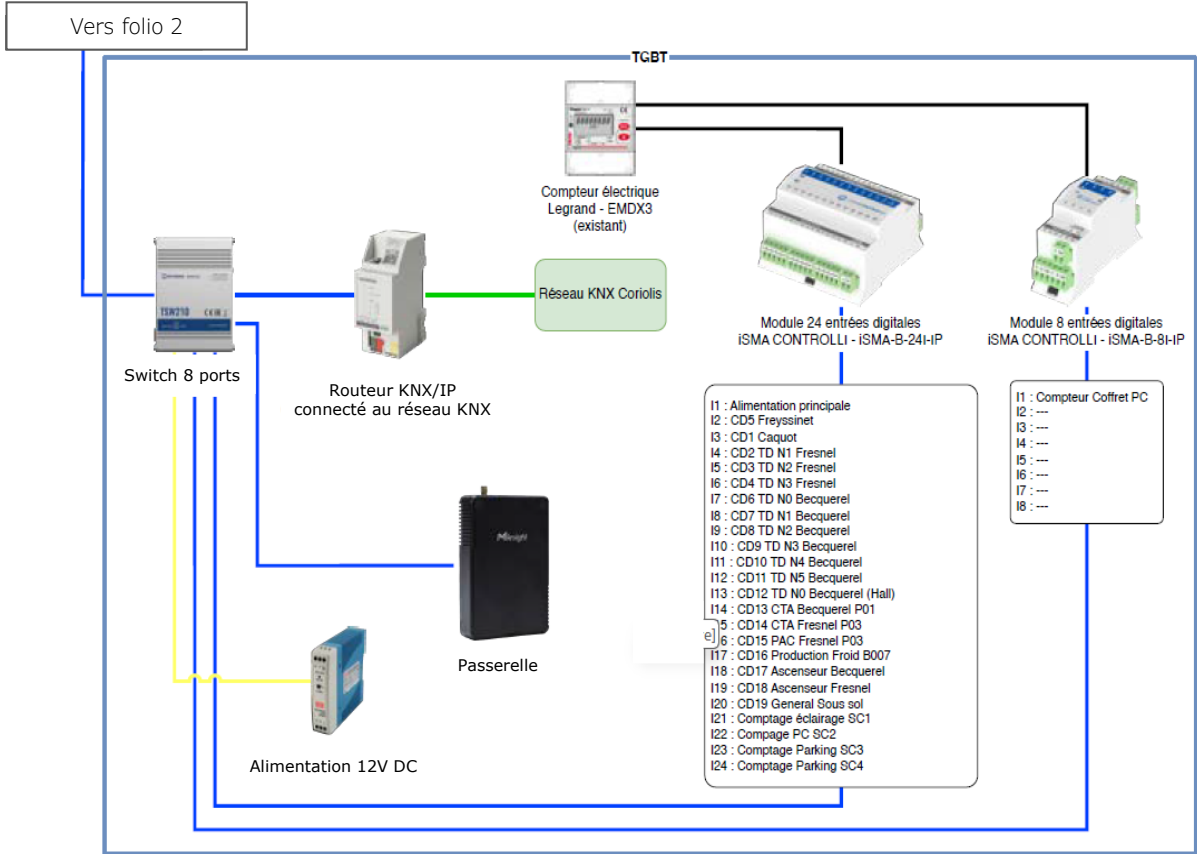 Vers folio 2
TGBT
Compteur électrique
Legrand - EMDX3
(existant)
TSW210
Switch 8 ports
Routeur KNX/IP
connecté au réseau KNX
Réseau KNX Coriolis
Module 24 entrées digitales
iSMA CONTROLLI - iSMA-B-24I-IP
Module 8 entrées digitales
iSMA CONTROLLI - iSMA-B-8I-IP
I1 : Alimentation principale
I2 : CD5 Freyssinet
I3 : CD1 Caquot
I4 : CD2 TD N1 Fresnel
I5 : CD3 TD N2 Fresnel
I6 : CD4 TD N3 Fresnel
I7 : CD6 TD N0 Becquerel
I8 : CD7 TD N1 Becquerel
I9 : CD8 TD N2 Becquerel
I10 : CD9 TD N3 Becquerel
I11 : CD10 TD N4 Becquerel
I12 : CD11 TD N5 Becquerel
I13 : CD12 TD N0 Becquerel (Hall)
I14 : CD13 CTA Becquerel P01
5 : CD14 CTA Fresnel P03
e] 6 : CD15 PAC Fresnel P03
I17 : CD16 Production Froid B007
I18 : CD17 Ascenseur Becquerel
I19 : CD18 Ascenseur Fresnel
I20 : CD19 General Sous sol
I21 : Comptage éclairage SC1
I22 : Compage PC SC2
I23 : Comptage Parking SC3
I24 : Comptage Parking SC4
I1 : Compteur Coffret PC
I2 : ---
I3 : ---
I4 : ---
I5 : ---
I6 : ---
I7 : ---
I8 : ---
Milesight
Passerelle
Alimentation 12V DC